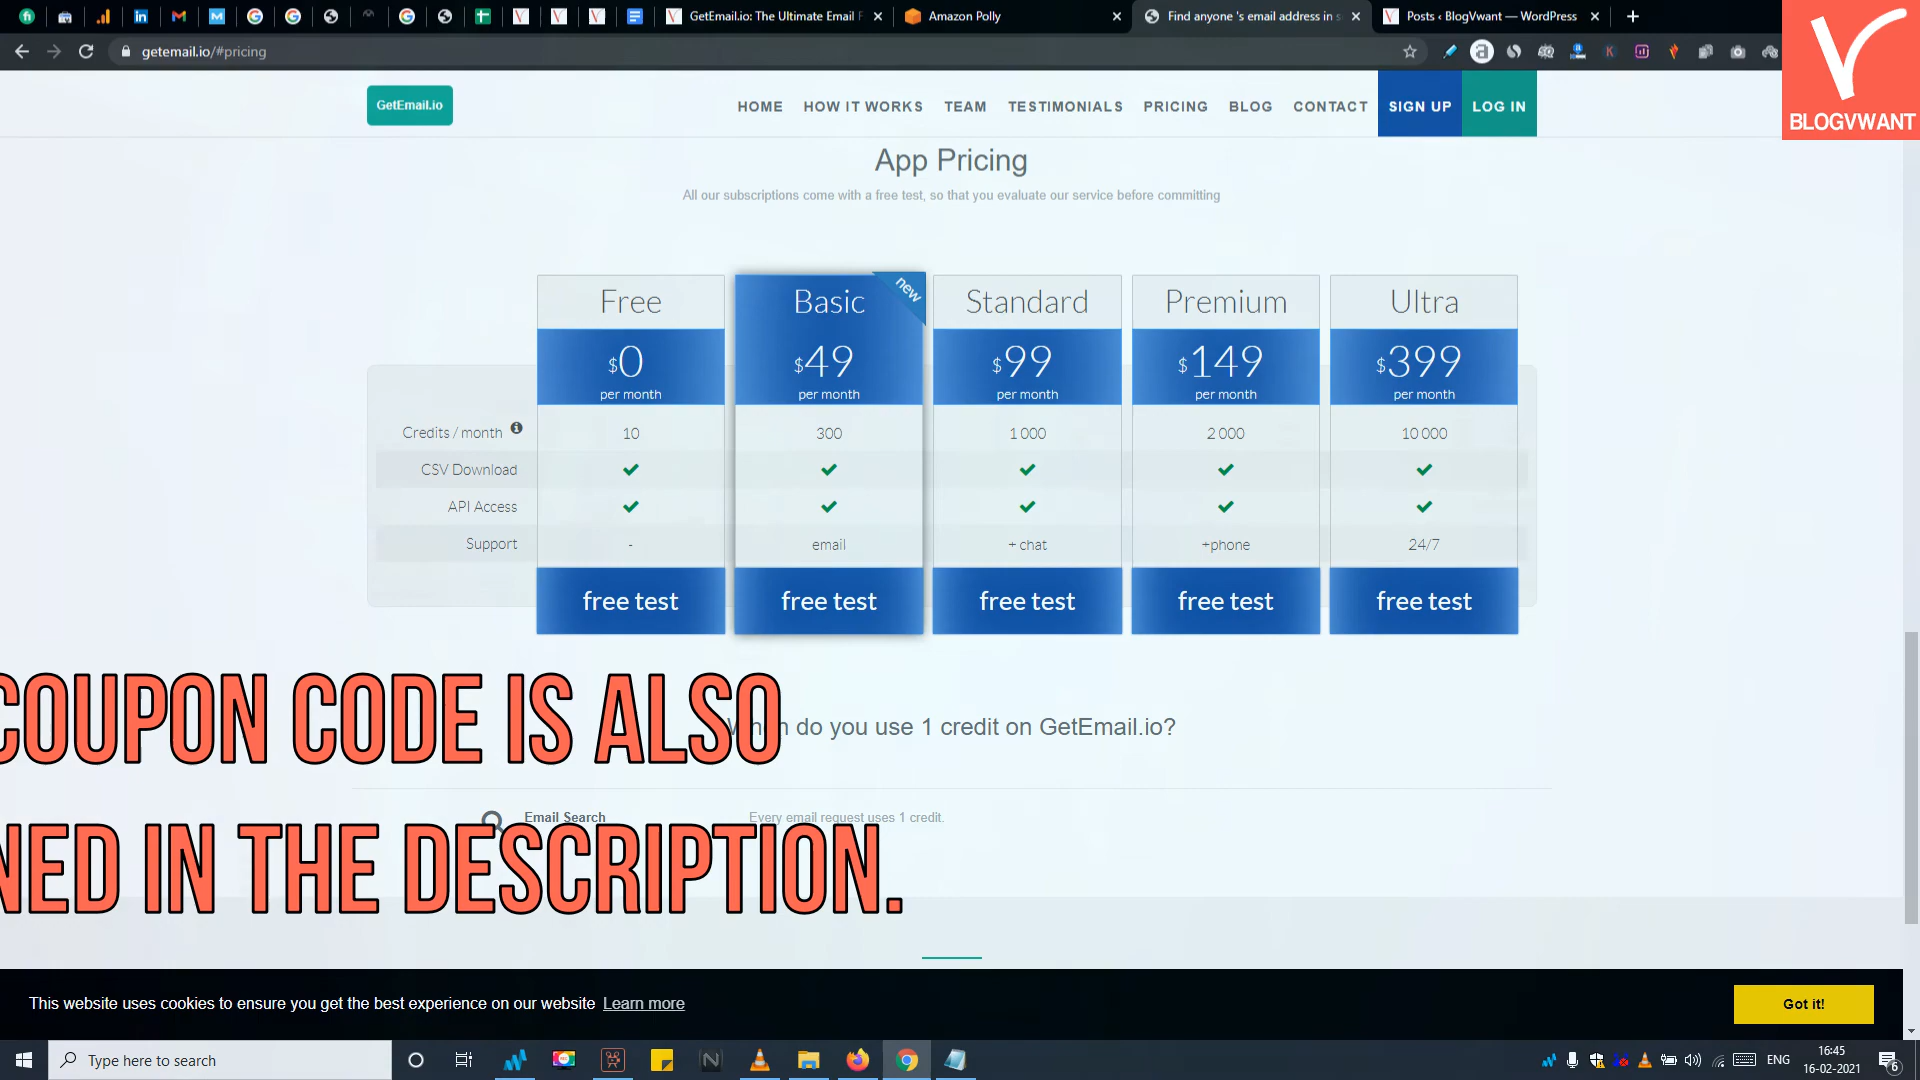 GetEmail.io: The Ultimate Email F
Amazon Polly
Find anyone 's email address in s
Posts ‹ BlogVwant — WordPress
getemail.io/#pricing
BLOGVWANT
GetEmail.io
HOME
HOW IT WORKS
TEAM
TESTIMONIALS
PRICING
BLOG
CONTACT
SIGN UP
LOG IN
App Pricing
All our subscriptions come with a free test, so that you evaluate our service before committing
Free
Basic
new
Standard
Premium
Ultra
$0
$49
$99
$149
$399
per month
per month
per month
per month
per month
Credits / month
10
300
1 000
2 000
10 000
CSV Download
API Access
Support
-
email
+ chat
+phone
24/7
free test
free test
free test
free test
free test
COUPON CODE IS ALSO
do you use 1 credit on GetEmail.io?
Email Search
Every email request uses 1 credit.
NED IN THE DESCRIPTION.
This website uses cookies to ensure you get the best experience on our website Learn more
Got it!
Type here to search
ENG
16:45
16-02-2021
6